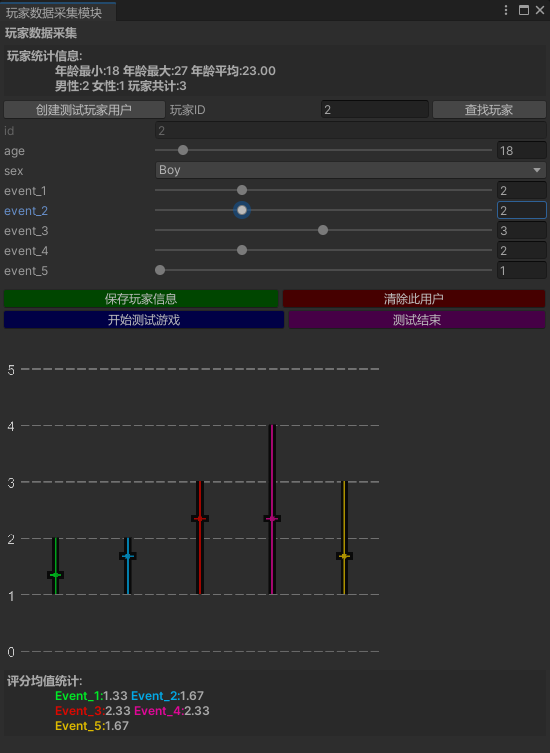 玩家数据采集模块
玩家数据采集
玩家统计信息:
年龄最小:18 年龄最大:27 年龄平均:23.00
男性:2 女性:1 玩家共计:3
创建测试玩家用户 玩家ID 2 查找玩家
id 2
age 18
sex Boy
event_1 2
event_2 2
event_3 3
event_4 2
event_5 1
保存玩家信息 清除此用户
开始测试游戏 测试结束
5
4
3
2
1
0
评分均值统计:
Event_1:1.33 Event_2:1.67
Event_3:2.33 Event_4:2.33
Event_5:1.67